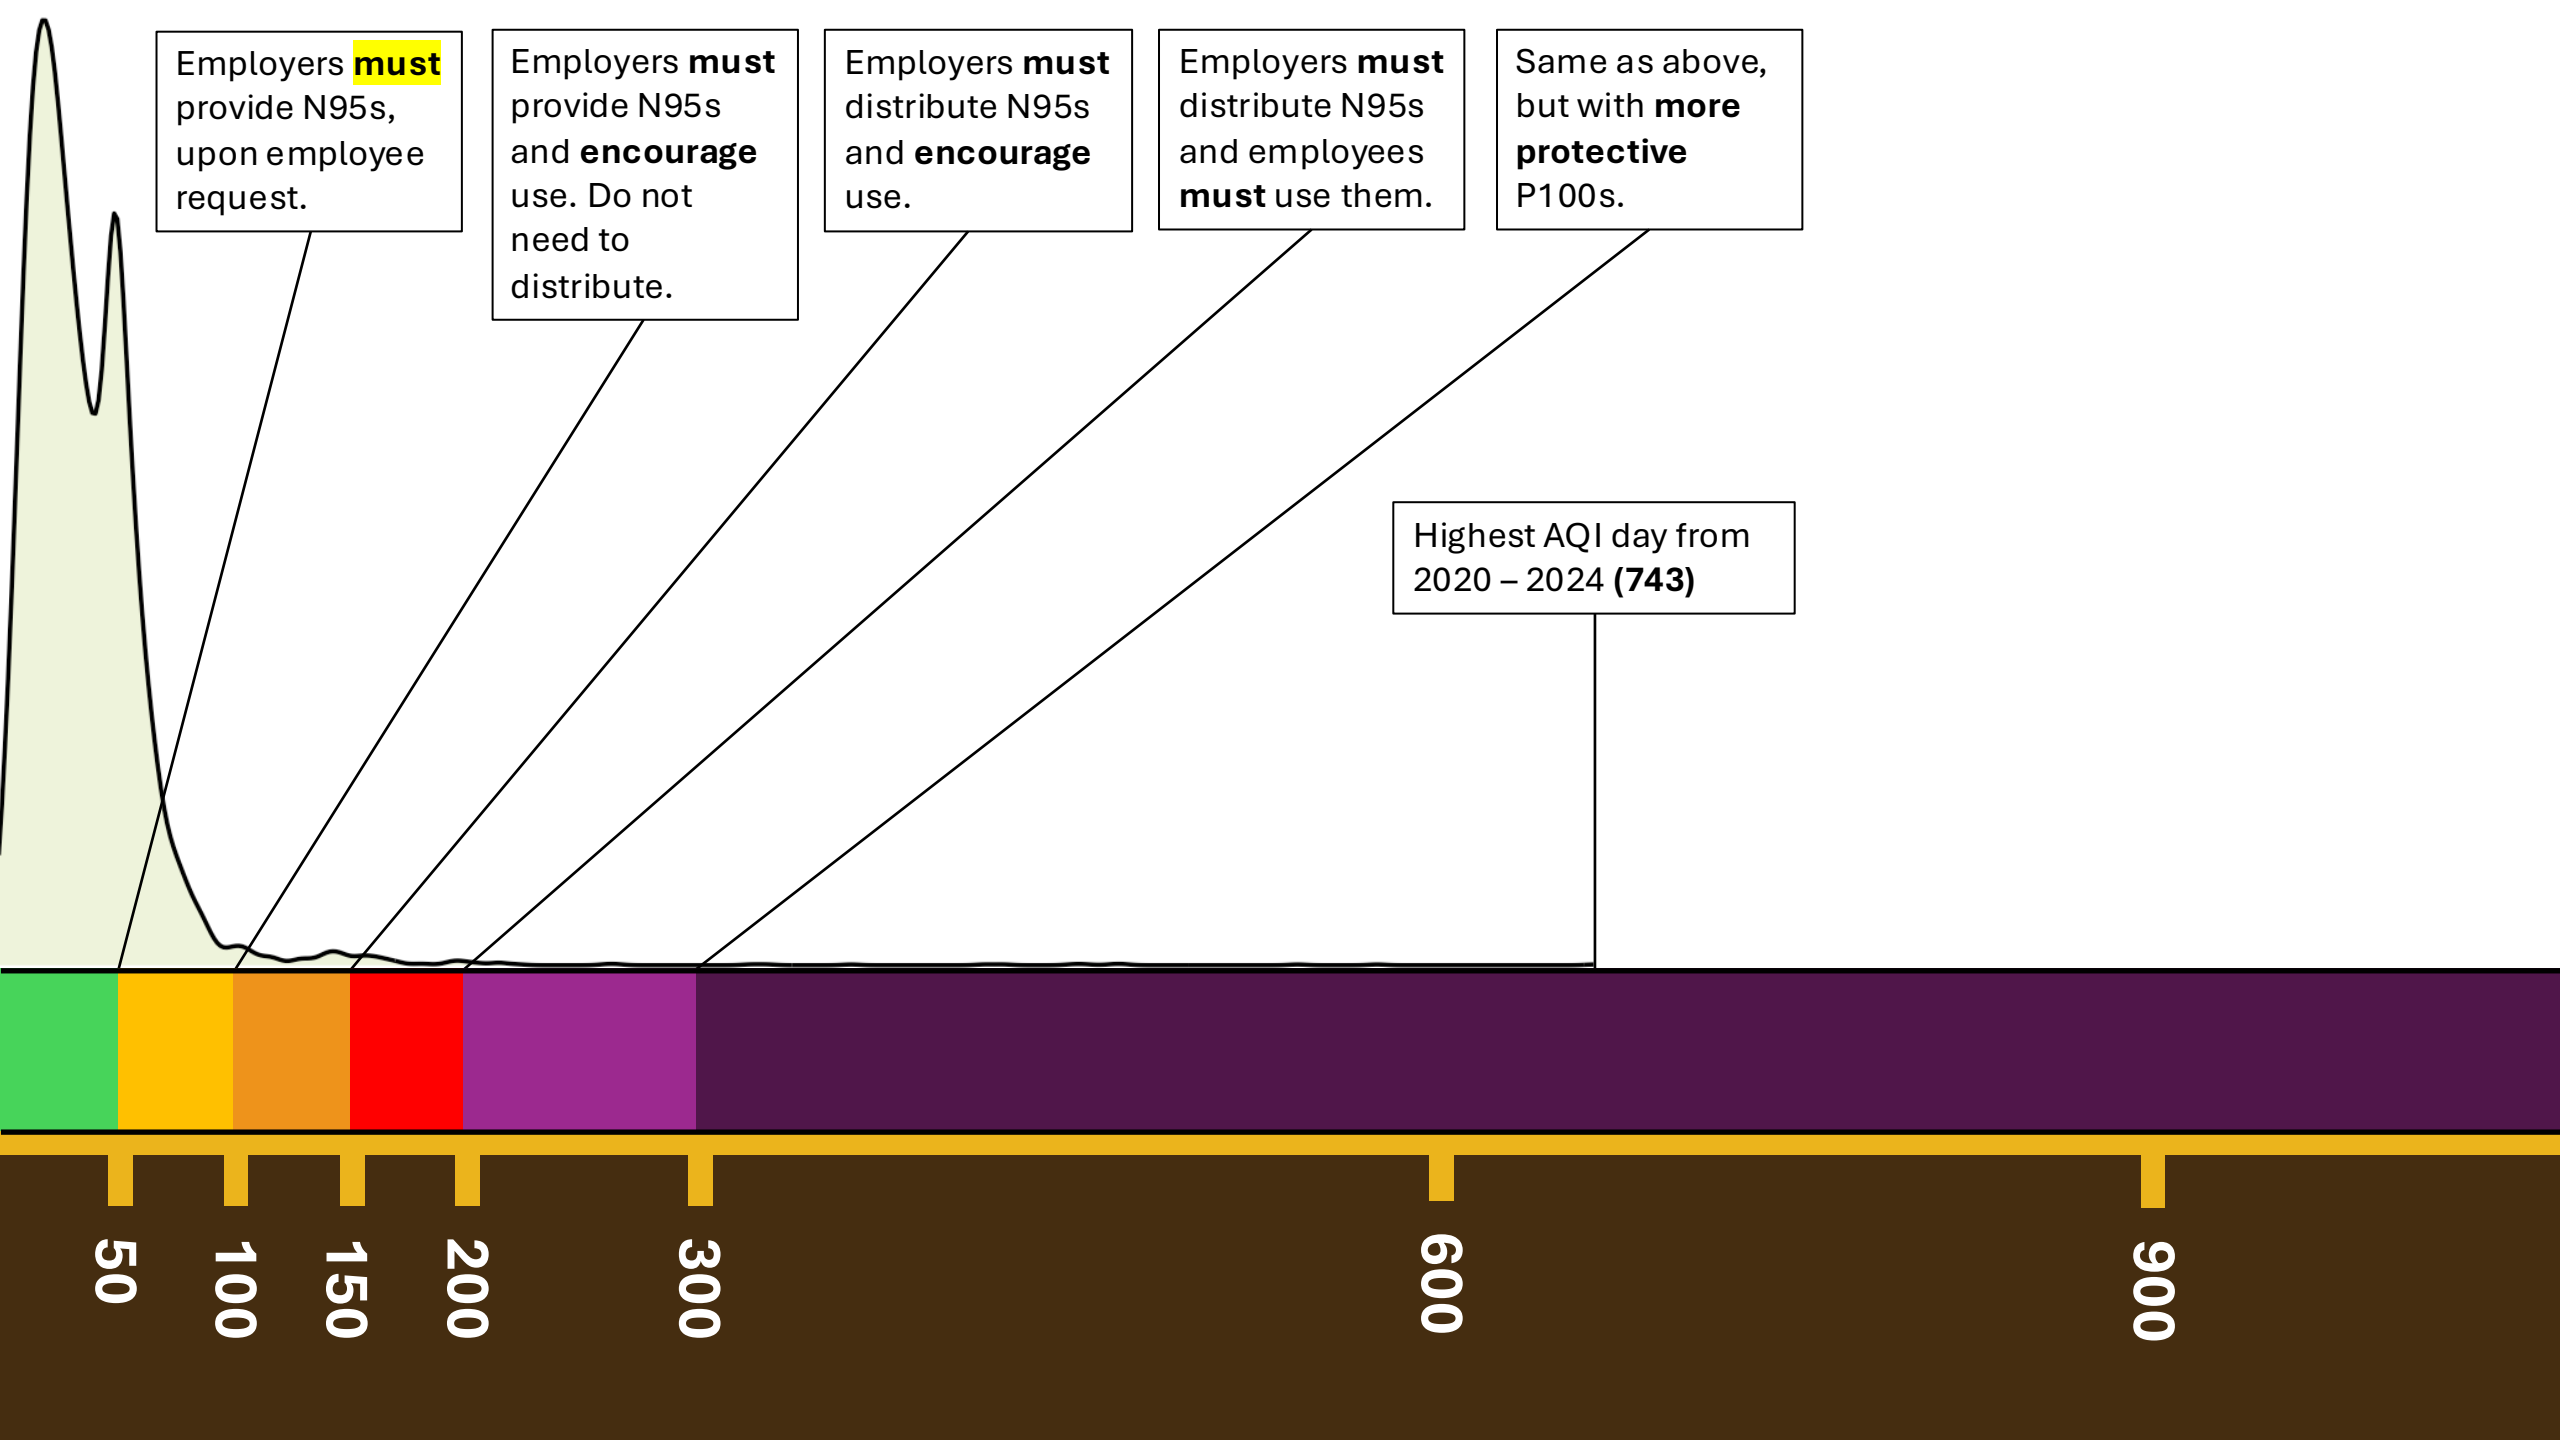 Employers must
provide N95s,
upon employee
request.
Employers must
provide N95s
and encourage
use. Do not
need to
distribute.
Employers must
distribute N95s
and encourage
use.
Employers must
distribute N95s
and employees
must use them.
Same as above,
but with more
protective
P100s.
Highest AQI day from
2020 – 2024 (743)
50
100
150
200
300
600
900